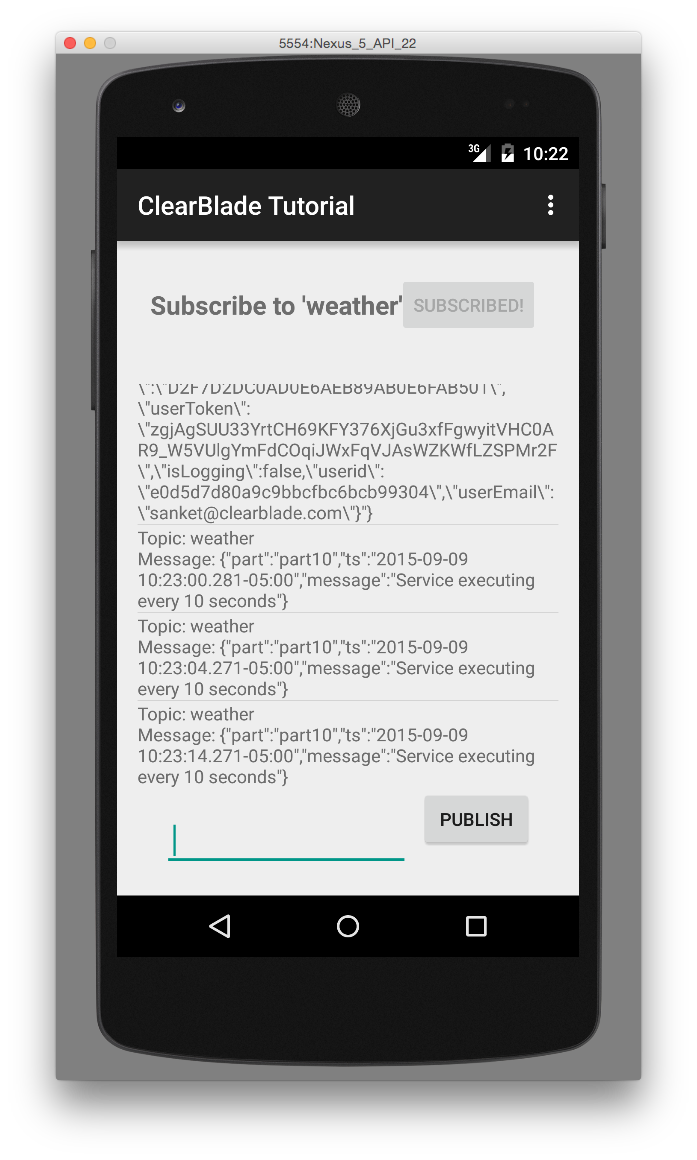 5554:Nexus_5_API_22
3G 10:22
ClearBlade Tutorial
Subscribe to 'weather' SUBSCRIBED!
\":\"D2F7D2DC0AD0E6AEB89AB0E6FAB501\",
\"userToken\":
\"zgjAgSUU33YrtCH69KFY376XjGu3xfFgwyitVHC0A
R9_W5VUlgYmFdCOqiJWxFqVJAsWZKWfLZSPMr2F
\",\"isLogging\":false,\"userid\":
\"e0d5d7d80a9c9bbcfbc6bcb99304\",\"userEmail\":
\"sanket@clearblade.com\"}"}
Topic: weather
Message: {"part":"part10","ts":"2015-09-09
10:23:00.281-05:00","message":"Service executing
every 10 seconds"}
Topic: weather
Message: {"part":"part10","ts":"2015-09-09
10:23:04.271-05:00","message":"Service executing
every 10 seconds"}
Topic: weather
Message: {"part":"part10","ts":"2015-09-09
10:23:14.271-05:00","message":"Service executing
every 10 seconds"}
PUBLISH